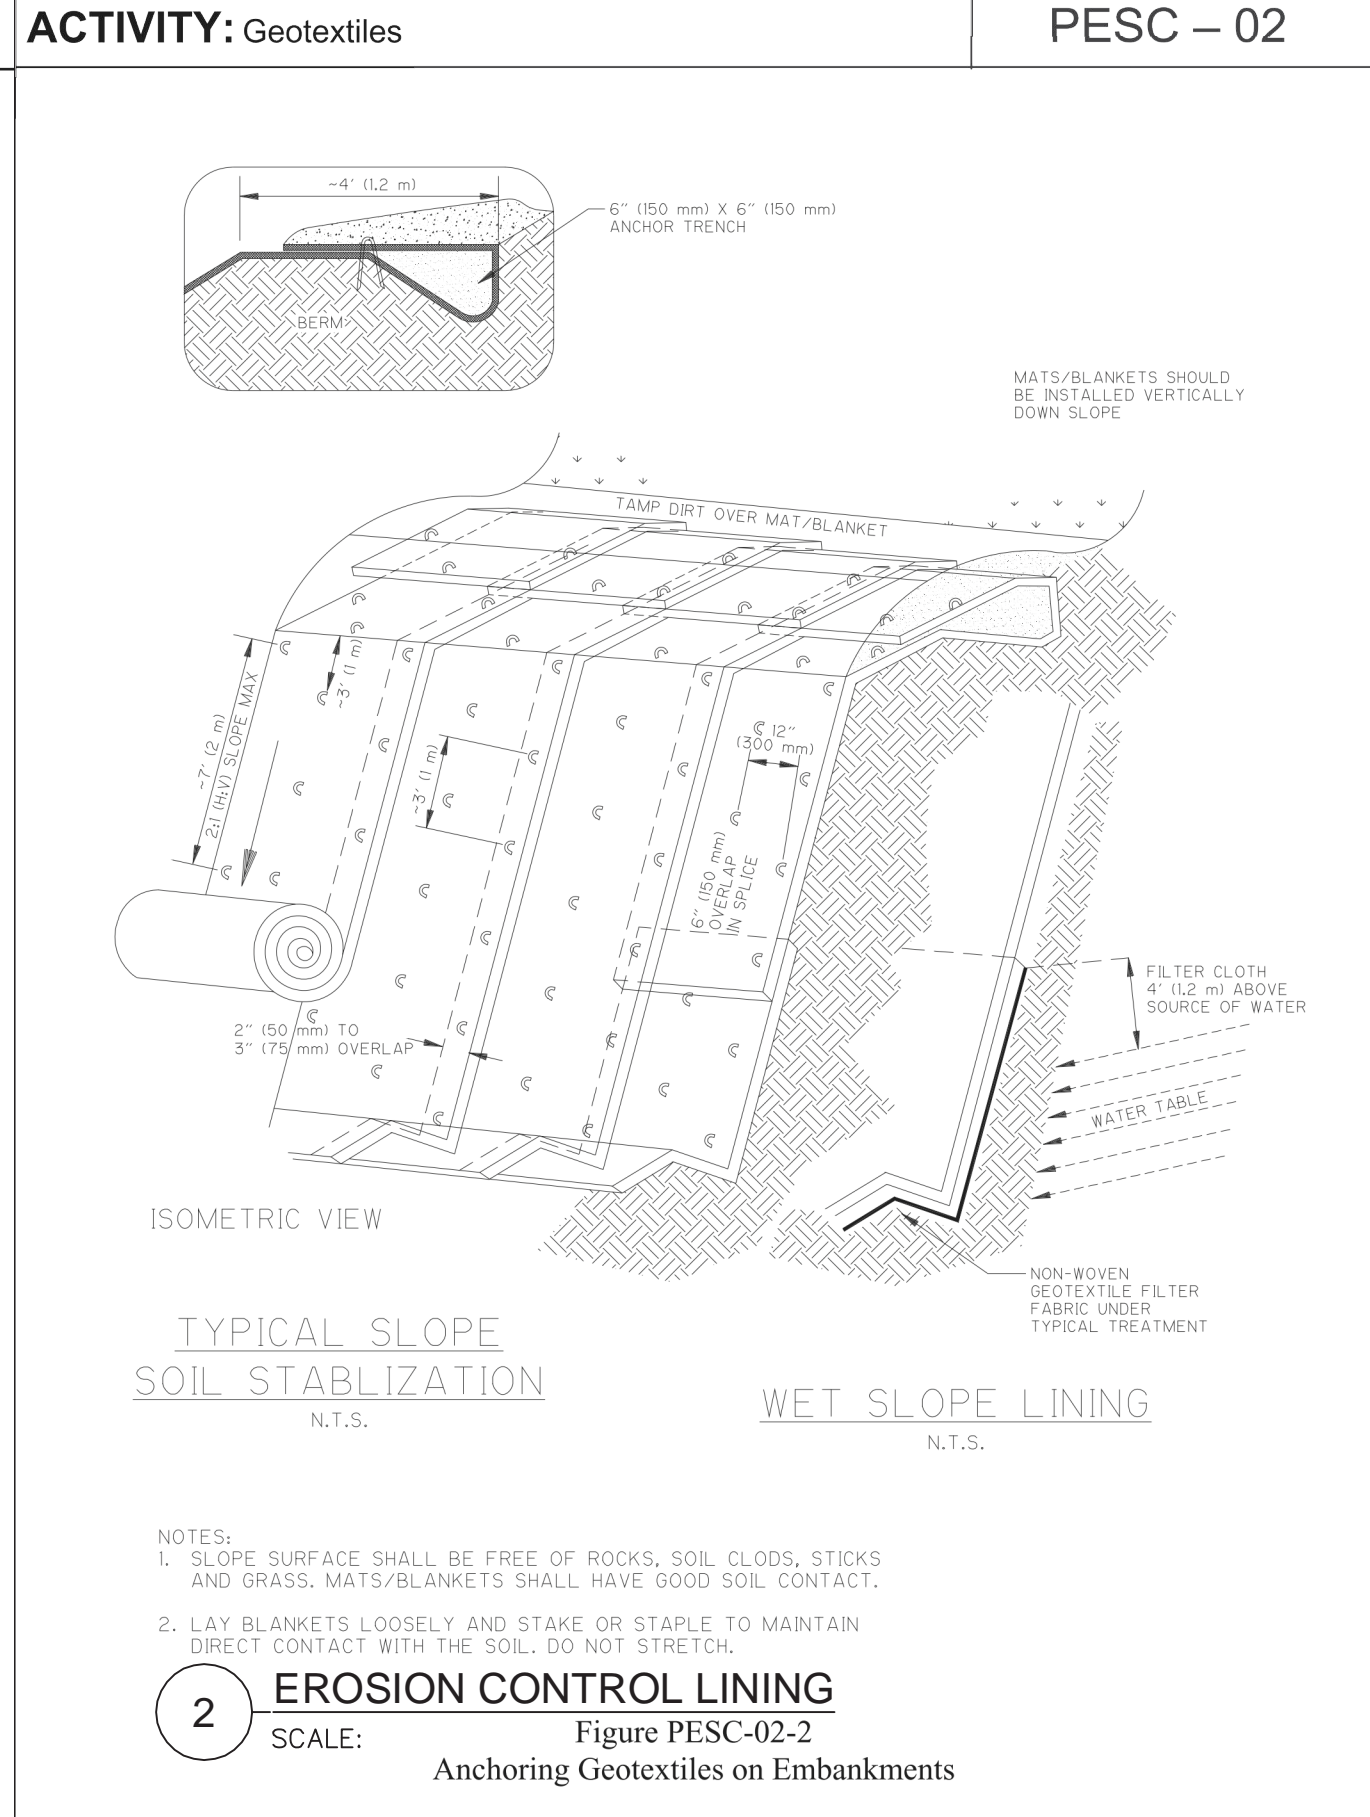 ACTIVITY: Geotextiles
PESC – 02
~4' (1.2 m)
6" (150 mm) X 6" (150 mm)
ANCHOR TRENCH
BERM
MATS/BLANKETS SHOULD
BE INSTALLED VERTICALLY
DOWN SLOPE
TAMP DIRT OVER MAT/BLANKET
~3' (1 m)
~7' (2 m)
2:1 (H:V) SLOPE MAX
~3' (1 m)
12"
(300 mm)
6" (150 mm)
OVERLAP
IN SPLICE
2" (50 mm) TO
3" (75 mm) OVERLAP
FILTER CLOTH
4' (1.2 m) ABOVE
SOURCE OF WATER
WATER TABLE
ISOMETRIC VIEW
NON-WOVEN
GEOTEXTILE FILTER
FABRIC UNDER
TYPICAL TREATMENT
TYPICAL SLOPE
SOIL STABLIZATION
N.T.S.
WET SLOPE LINING
N.T.S.
NOTES:
1. SLOPE SURFACE SHALL BE FREE OF ROCKS, SOIL CLODS, STICKS
AND GRASS. MATS/BLANKETS SHALL HAVE GOOD SOIL CONTACT.
2. LAY BLANKETS LOOSELY AND STAKE OR STAPLE TO MAINTAIN
DIRECT CONTACT WITH THE SOIL. DO NOT STRETCH.
2
EROSION CONTROL LINING
SCALE:
Figure PESC-02-2
Anchoring Geotextiles on Embankments